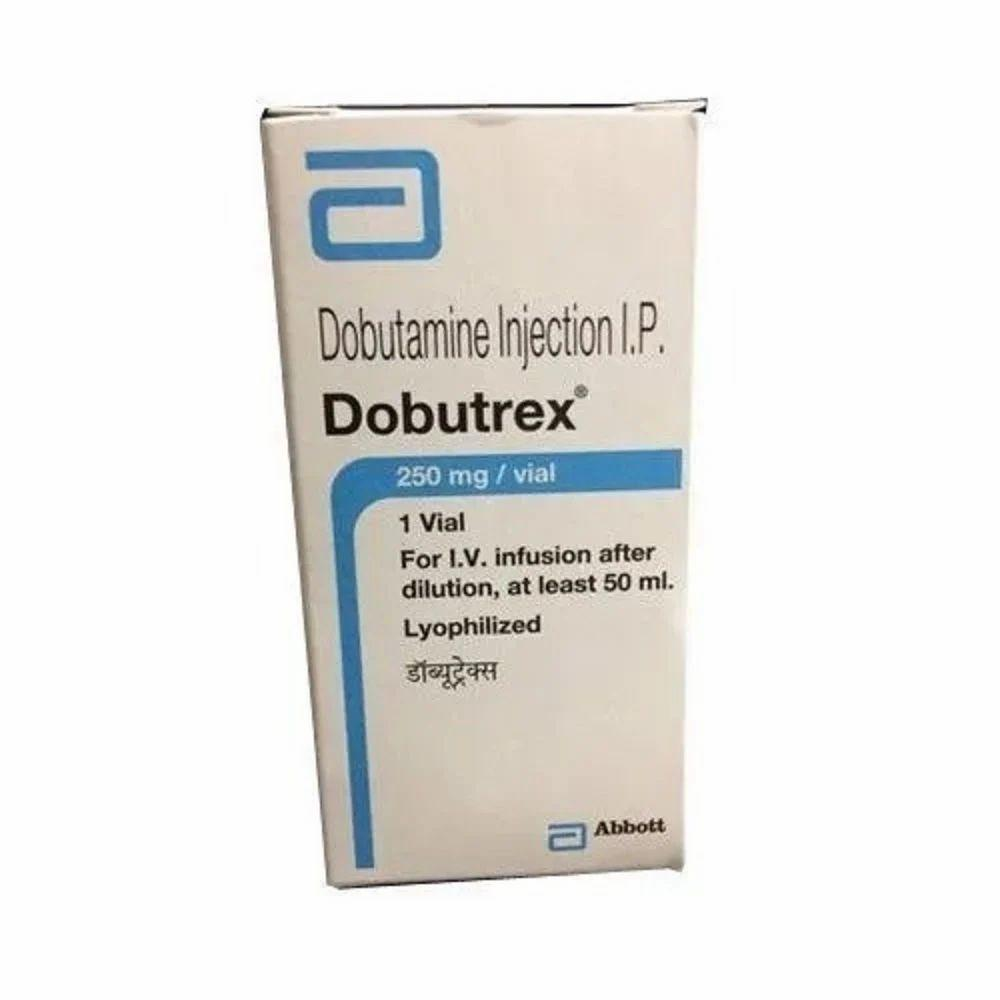 Dobutamine Injection I.P.
Dobutrex®
250 mg / vial
1 Vial
For I.V. infusion after
dilution, at least 50 ml.
Lyophilized
डॉब्यूट्रेक्स
Abbott